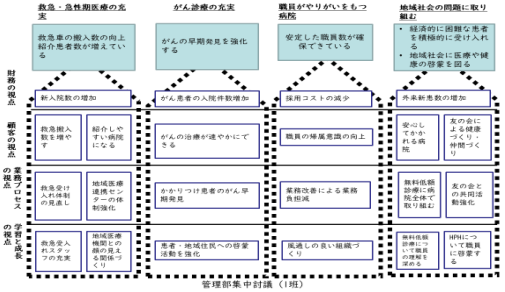 救急・急性期医療の充
実
がん診療の充実
職員がやりがいをもつ
病院
地域社会の問題に取り
組む
救急車の搬入数の向上
紹介患者数が増えてい
る
がんの早期発見を強化
する
安定した職員数が確
保できている
• 経済的に困難な患者
を積極的に受け入れ
る
• 地域社会に医療や健
康の啓蒙を図る
財務の視点
新入院数の増加
がん患者の入院件数増加
採用コストの減少
外来新患数の増加
顧客の視点
救急搬入
数を増や
す
紹介しや
すい病院
になる
がんの治療が速やかにで
きる
職員の帰属意識の向上
安心し
てかか
れる病
院
友の会に
よる健康
づくり・
仲間づく
り
業務プロセス
の視点
救急受け
入れ体制
の見直し
地域医療
連携セン
ターの体
制強化
かかりつけ患者のがん早
期発見
業務改善による業務
負担減
無料低額
診療に病
院全体で
取り組む
友の会と
の共同活
動強化
学習と成長
の視点
救急受入
れスタッ
フの充実
地域医療
機関との
顔の見え
る関係づ
くり
患者・地域住民への啓蒙
活動を強化
風通しの良い組織づ
くり
無料低額
診療につ
いて職員
の理解を
深める
HPHにつ
いて職員
に啓蒙す
る
管理部集中討議（1班）